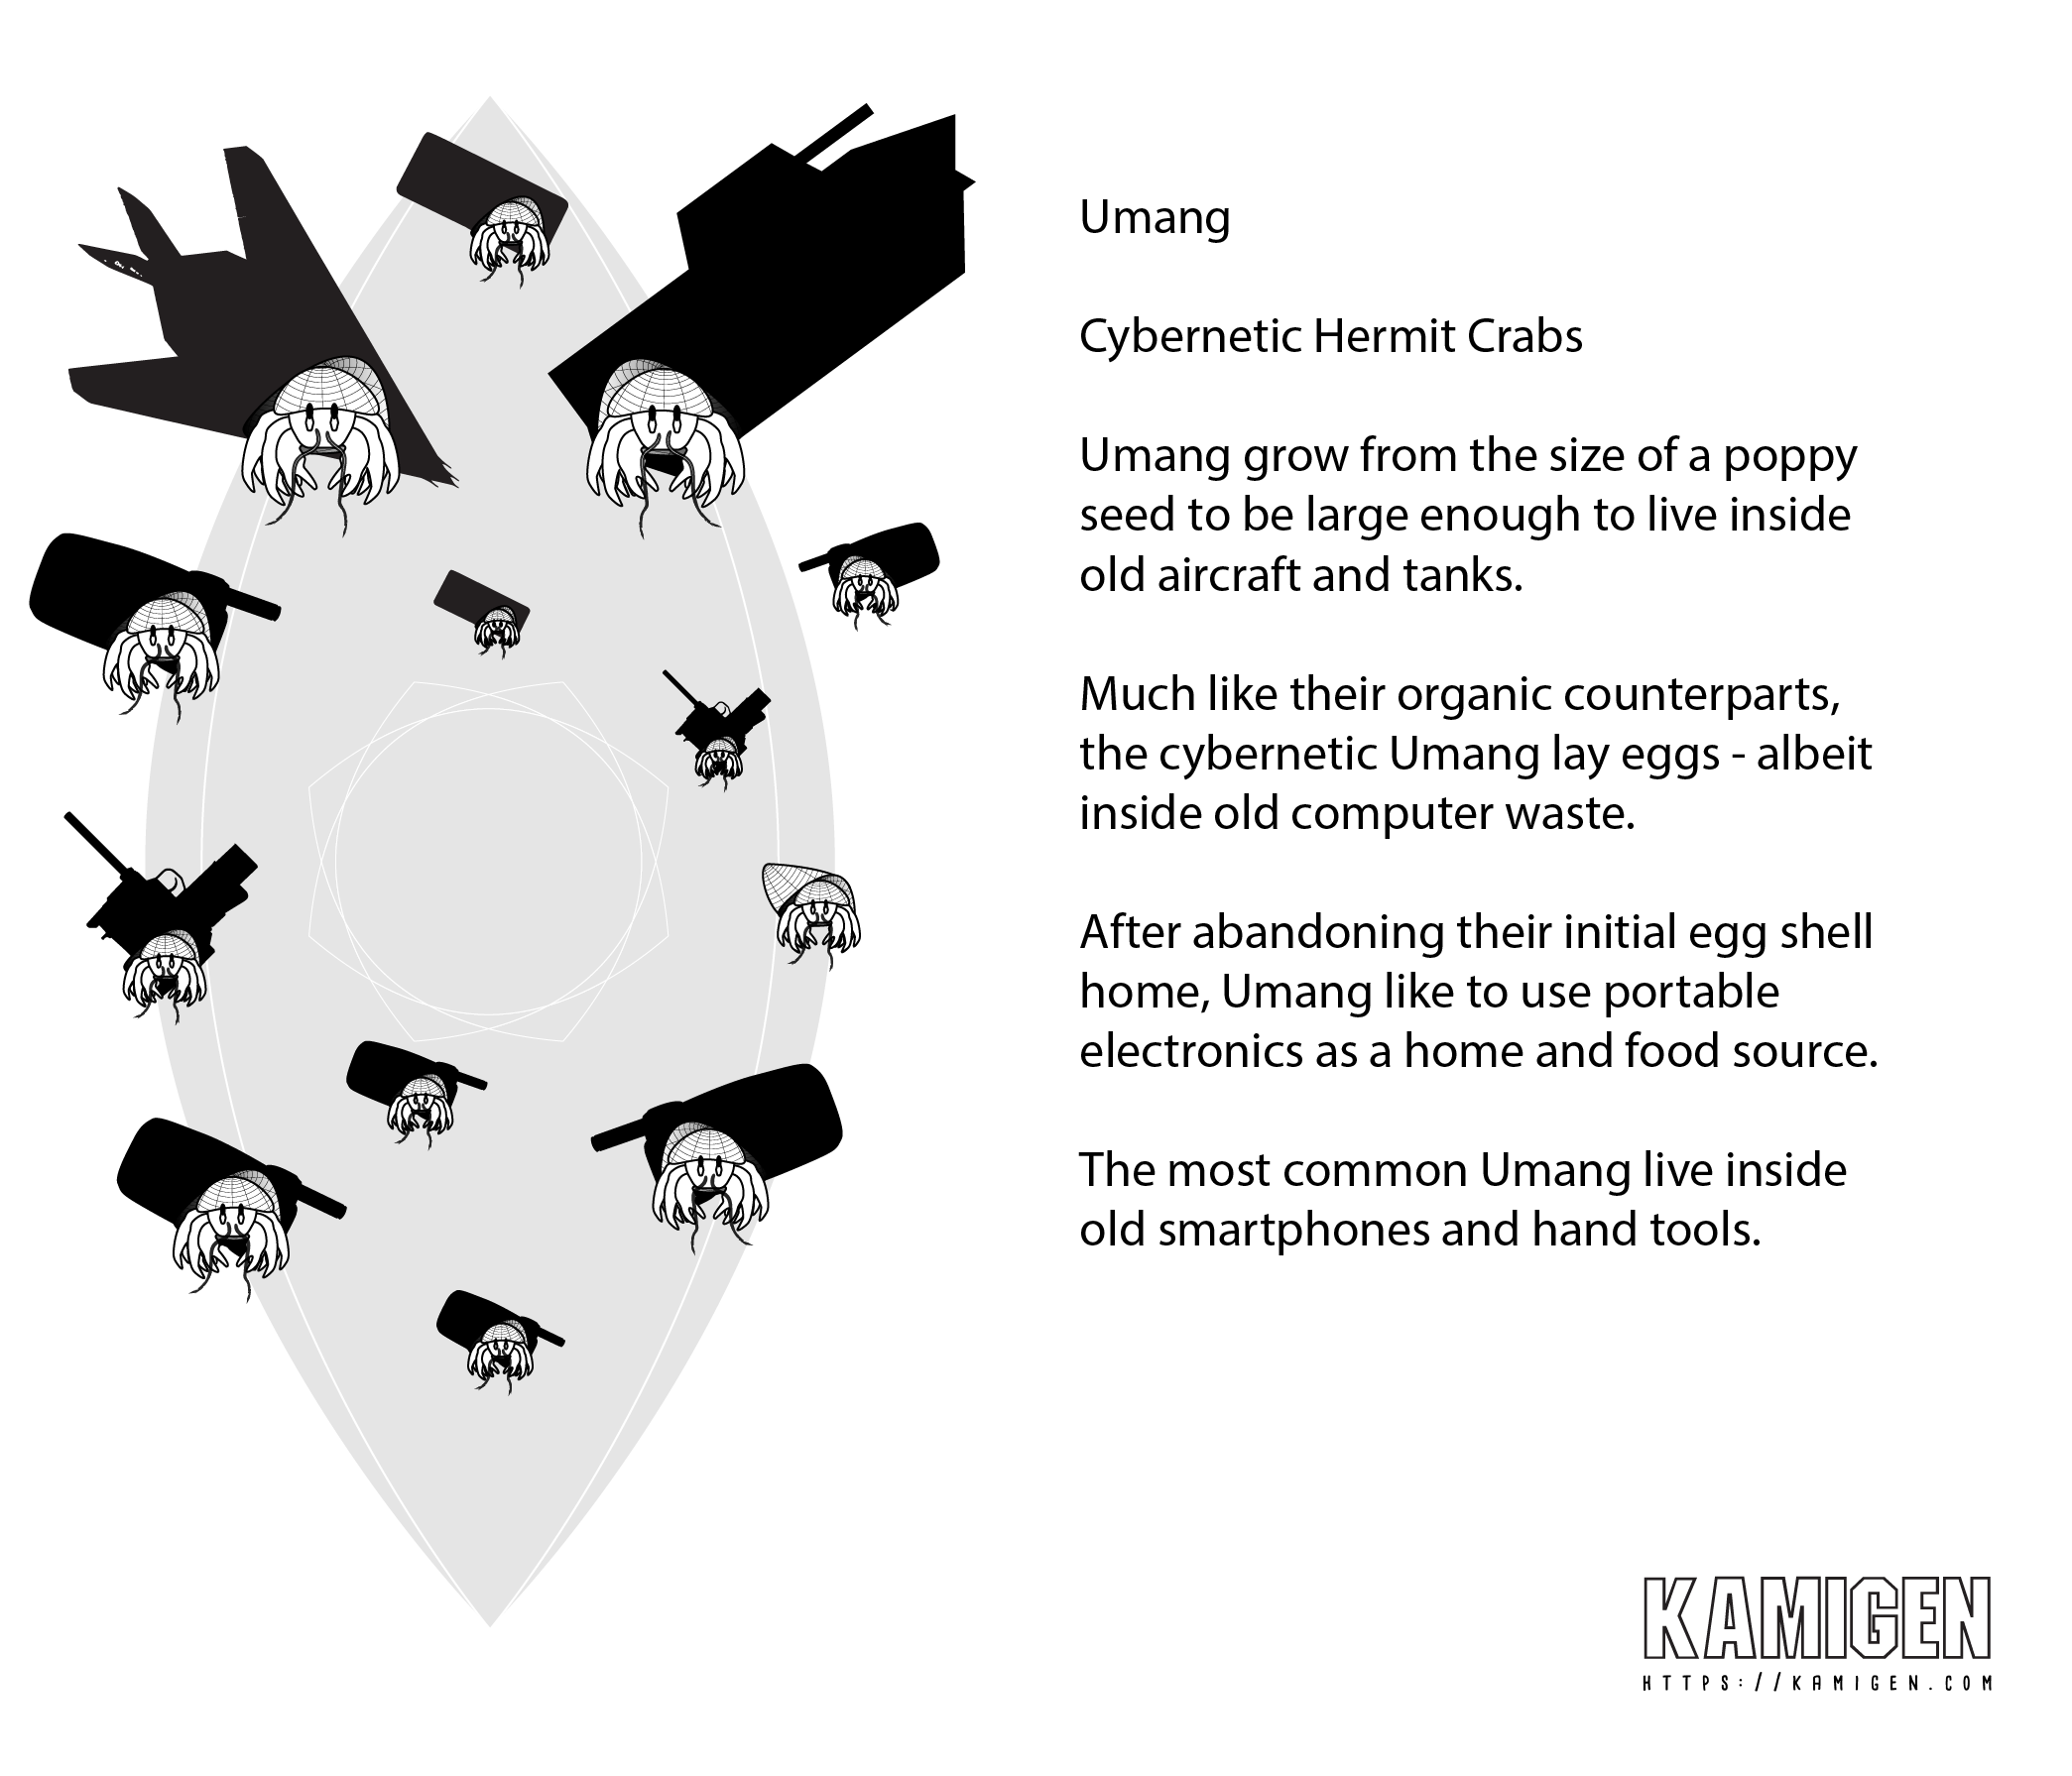 Umang
Cybernetic Hermit Crabs
Umang grow from the size of a poppy
seed to be large enough to live inside
old aircraft and tanks.
Much like their organic counterparts,
the cybernetic Umang lay eggs - albeit
inside old computer waste.
After abandoning their initial egg shell
home, Umang like to use portable
electronics as a home and food source.
The most common Umang live inside
old smartphones and hand tools.
KAMIGEN
HTTPS://KAMIGEN.COM